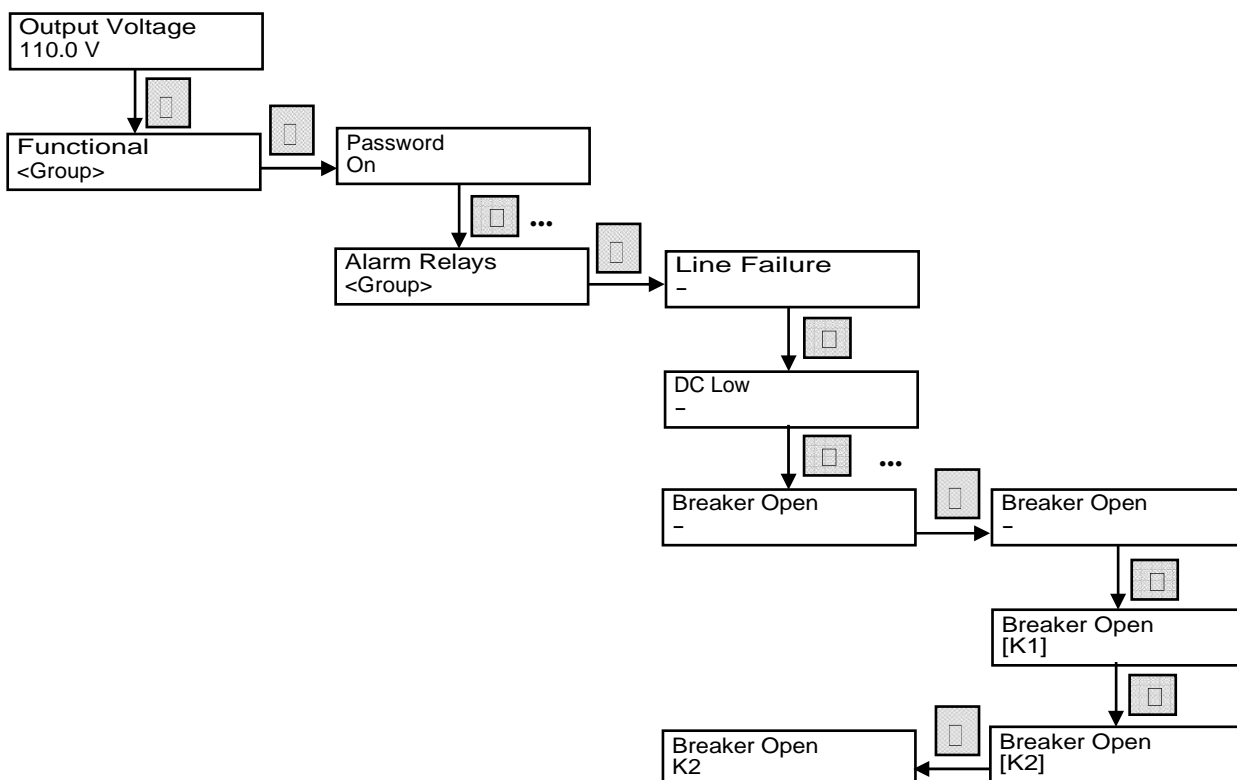 Output Voltage
110.0 V
Functional
<Group>
Password
On
...
Alarm Relays
<Group>
Line Failure
–
DC Low
–
...
Breaker Open
–
Breaker Open
–
Breaker Open
[K1]
Breaker Open
[K2]
Breaker Open
K2